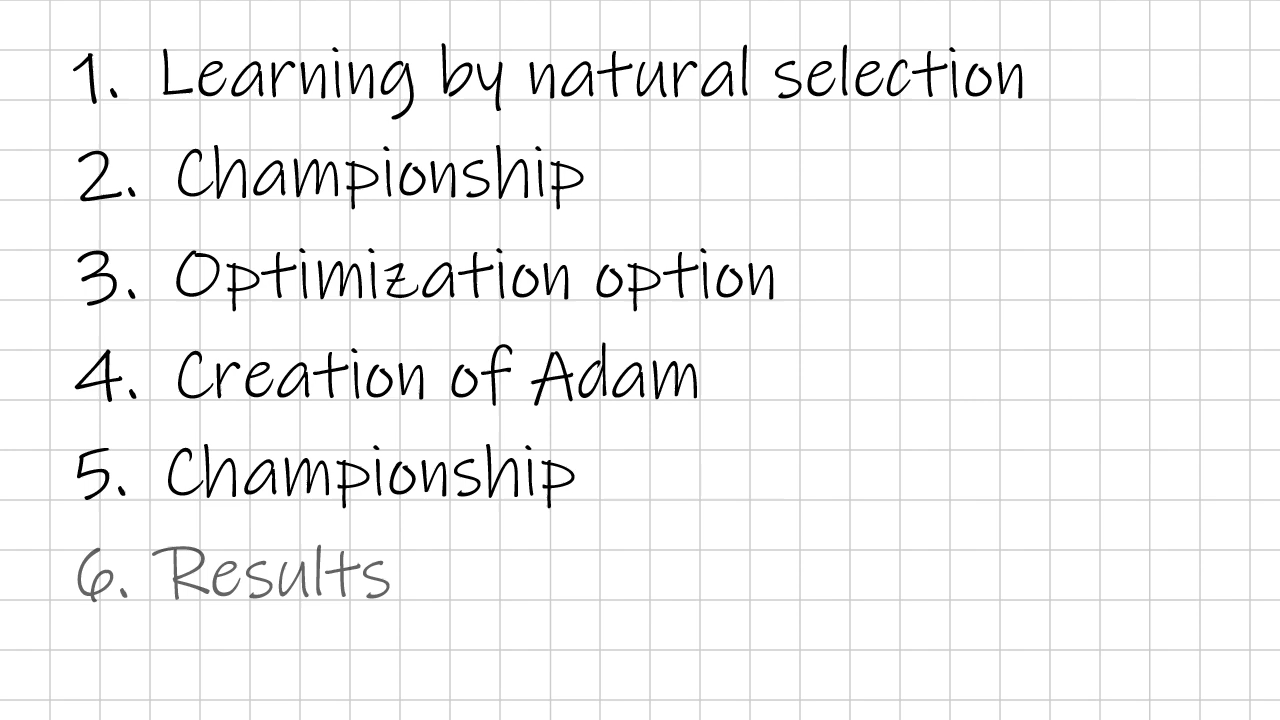 1. Learning by natural selection
2. Championship
3. Optimization option
4. Creation of Adam
5. Championship
6. Results